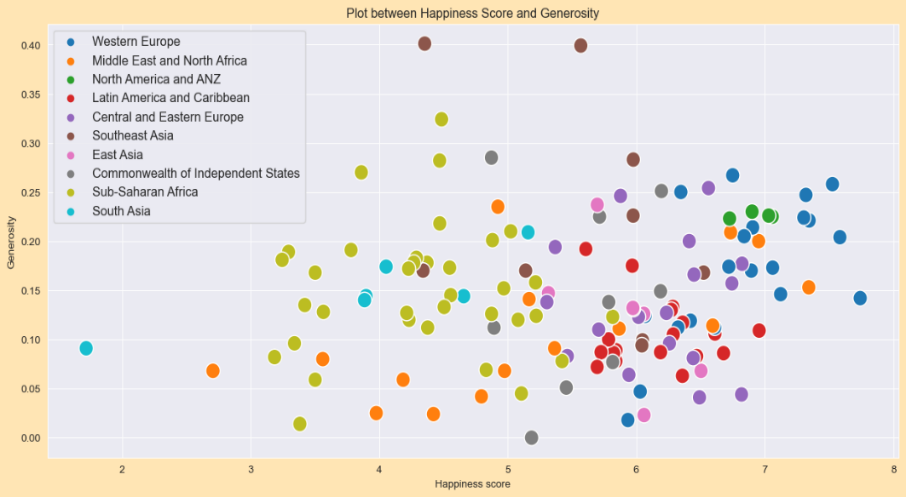 Plot between Happiness Score and Generosity
Western Europe
Middle East and North Africa
North America and ANZ
Latin America and Caribbean
Central and Eastern Europe
Southeast Asia
East Asia
Commonwealth of Independent States
Sub-Saharan Africa
South Asia
Generosity
0.40
0.35
0.30
0.25
0.20
0.15
0.10
0.05
0.00
2 3 4 5 6 7 8
Happiness score